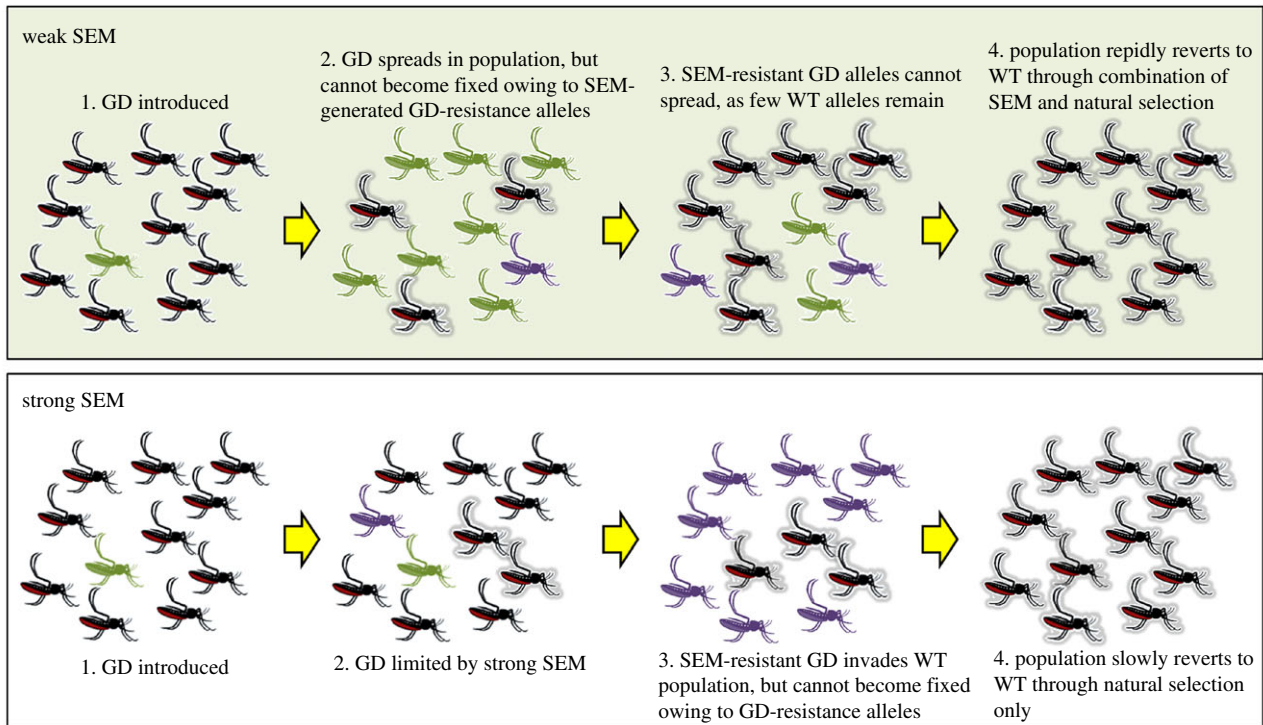 weak SEM
1. GD introduced
2. GD spreads in population, but
cannot become fixed owing to SEM-
generated GD-resistance alleles
3. SEM-resistant GD alleles cannot
spread, as few WT alleles remain
4. population repidly reverts to
WT through combination of
SEM and natural selection
strong SEM
1. GD introduced
2. GD limited by strong SEM
3. SEM-resistant GD invades WT
population, but cannot become fixed
owing to GD-resistance alleles
4. population slowly reverts to
WT through natural selection
only